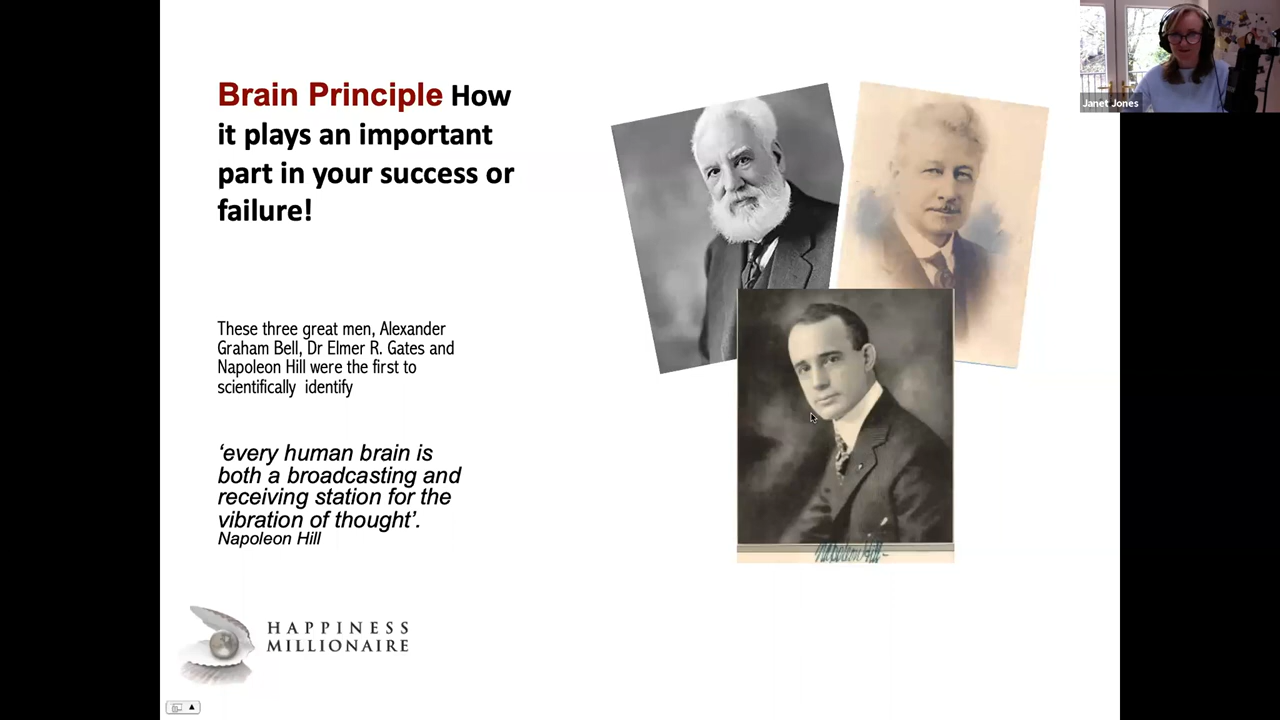 Brain Principle How
it plays an important
part in your success or
failure!
These three great men, Alexander
Graham Bell, Dr Elmer R. Gates and
Napoleon Hill were the first to
scientifically identify
‘every human brain is
both a broadcasting and
receiving station for the
vibration of thought’.
Napoleon Hill
Napoleon Hill
HAPPINESS
MILLIONAIRE
Janet Jones